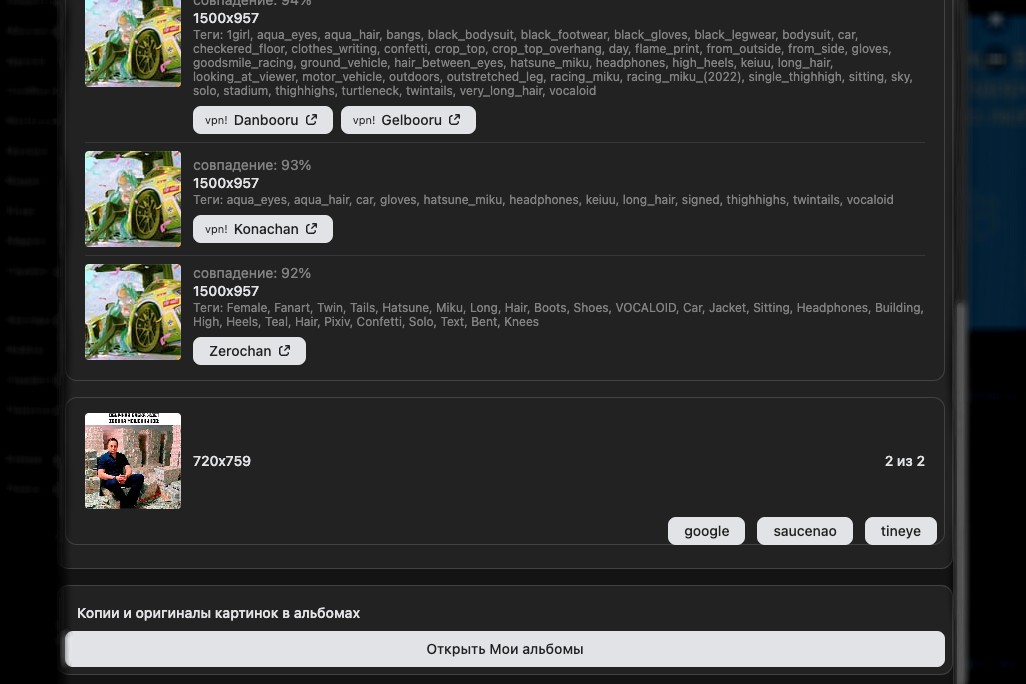 совпадение: 94%
1500x957
Теги: 1girl, aqua_eyes, aqua_hair, bangs, black_bodysuit, black_footwear, black_gloves, black_legwear, bodysuit, car,
checkered_floor, clothes_writing, confetti, crop_top, crop_top_overhang, day, flame_print, from_outside, from_side, gloves,
goodsmile_racing, ground_vehicle, hair_between_eyes, hatsune_miku, headphones, high_heels, keiuu, long_hair,
looking_at_viewer, motor_vehicle, outdoors, outstretched_leg, racing_miku, racing_miku_(2022), single_thighhigh, sitting, sky,
solo, stadium, thighhighs, turtleneck, twintails, very_long_hair, vocaloid
vpn! Danbooru vpn! Gelbooru
совпадение: 93%
1500x957
Теги: aqua_eyes, aqua_hair, car, gloves, hatsune_miku, headphones, keiuu, long_hair, signed, thighhighs, twintails, vocaloid
vpn! Konachan
совпадение: 92%
1500x957
Теги: Female, Fanart, Twin, Tails, Hatsune, Miku, Long, Hair, Boots, Shoes, VOCALOID, Car, Jacket, Sitting, Headphones, Building,
High, Heels, Teal, Hair, Pixiv, Confetti, Solo, Text, Bent, Knees
Zerochan
720x759
2 из 2
google saucenao tineye
Копии и оригиналы картинок в альбомах
Открыть Мои альбомы